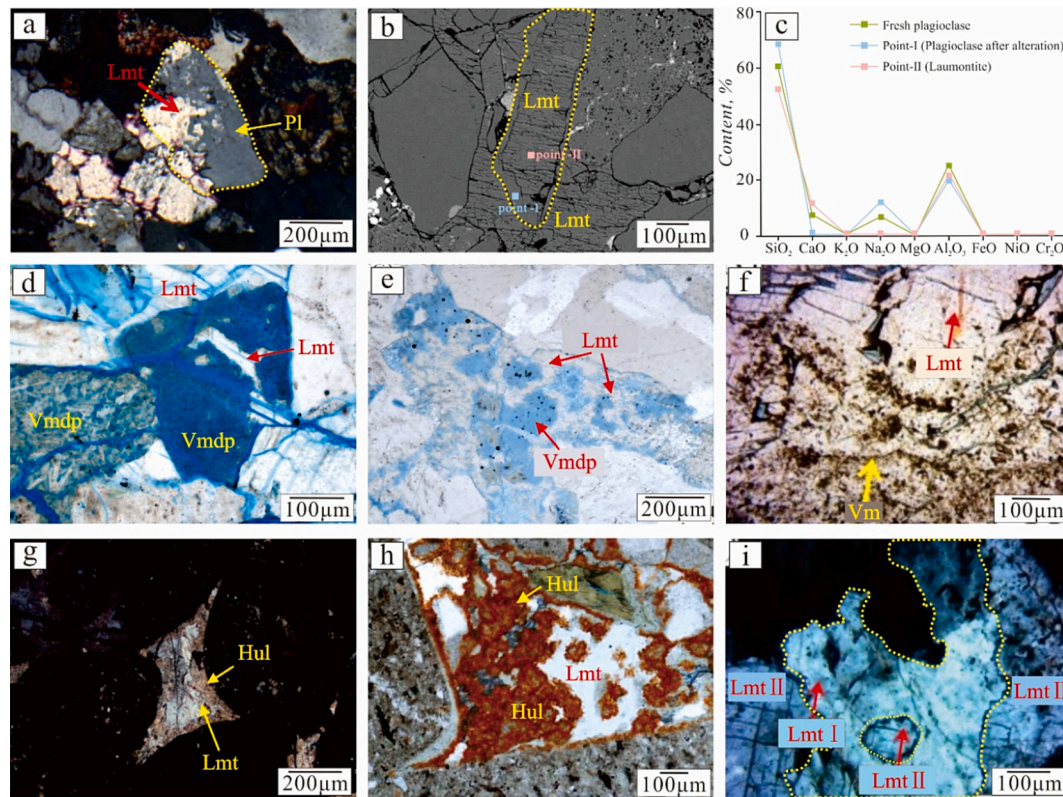 a
Lmt
Pl
200μm
b
Lmt
point-II
point-I
Lmt
100μm
c
Content, %
60
40
20
0
Fresh plagioclase
Point-I (Plagioclase after alteration)
Point-II (Laumontite)
SiO₂ CaO K₂O Na₂O MgO Al₂O₃ FeO NiO Cr₂O
d
Lmt
Lmt
Vmdp
Vmdp
100μm
e
Lmt
Vmdp
200μm
f
Lmt
Vm
100μm
g
Hul
Lmt
200μm
h
Hul
Lmt
Hul
100μm
i
Lmt II
Lmt I
Lmt I
Lmt II
100μm